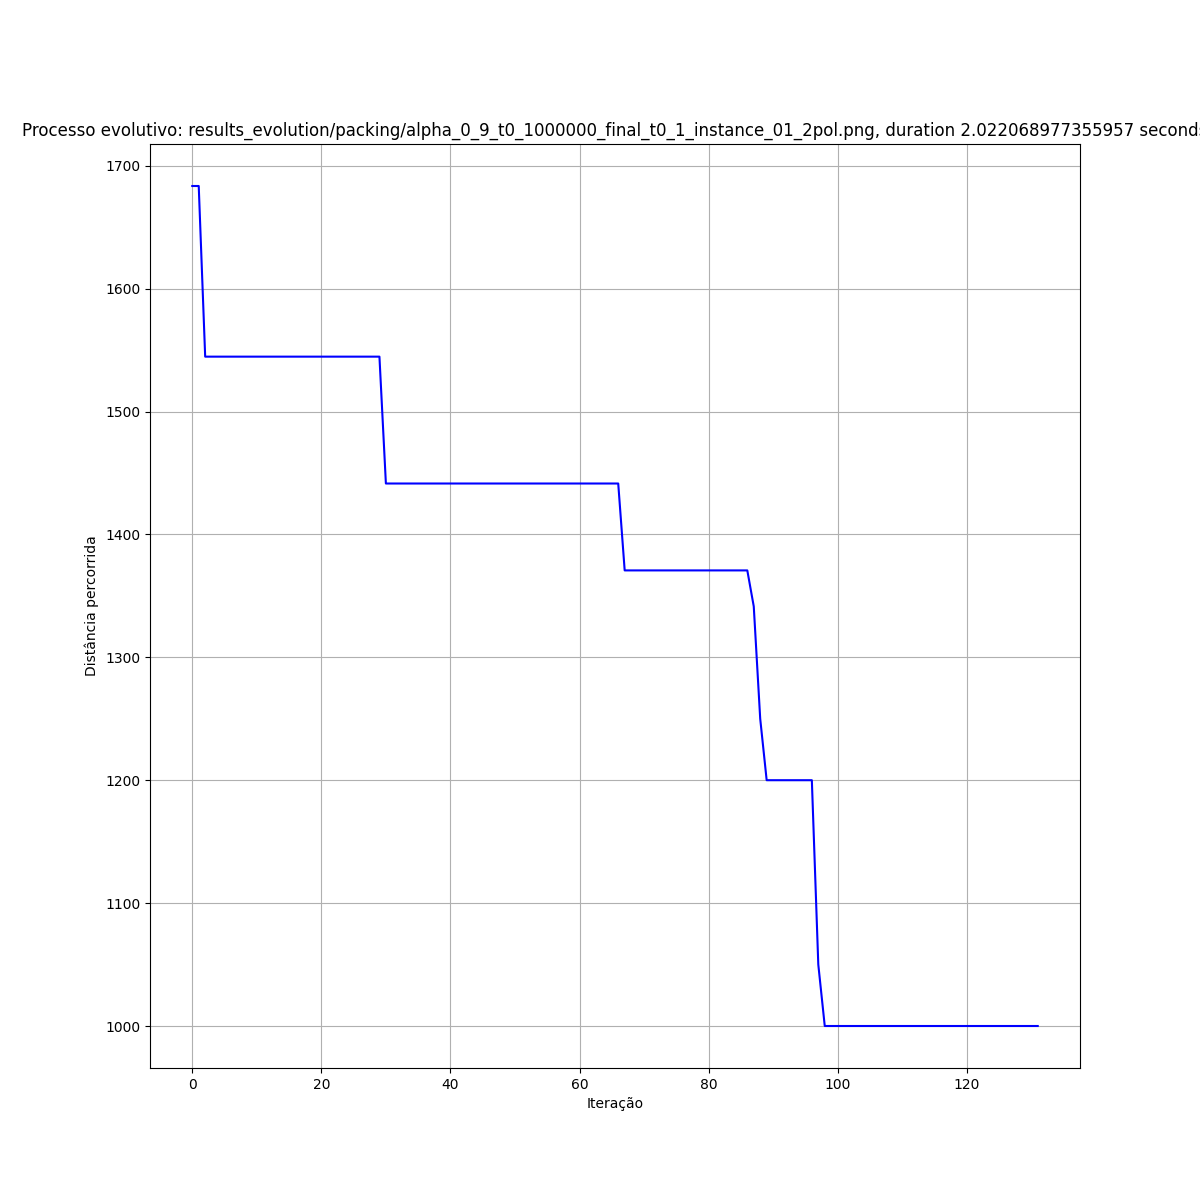 Processo evolutivo: results_evolution/packing/alpha_0_9_t0_1000000_final_t0_1_instance_01_2pol.png, duration 2.022068977355957 second
1700
1600
1500
1400
1300
1200
1100
1000
Distância percorrida
0 20 40 60 80 100 120
Iteração